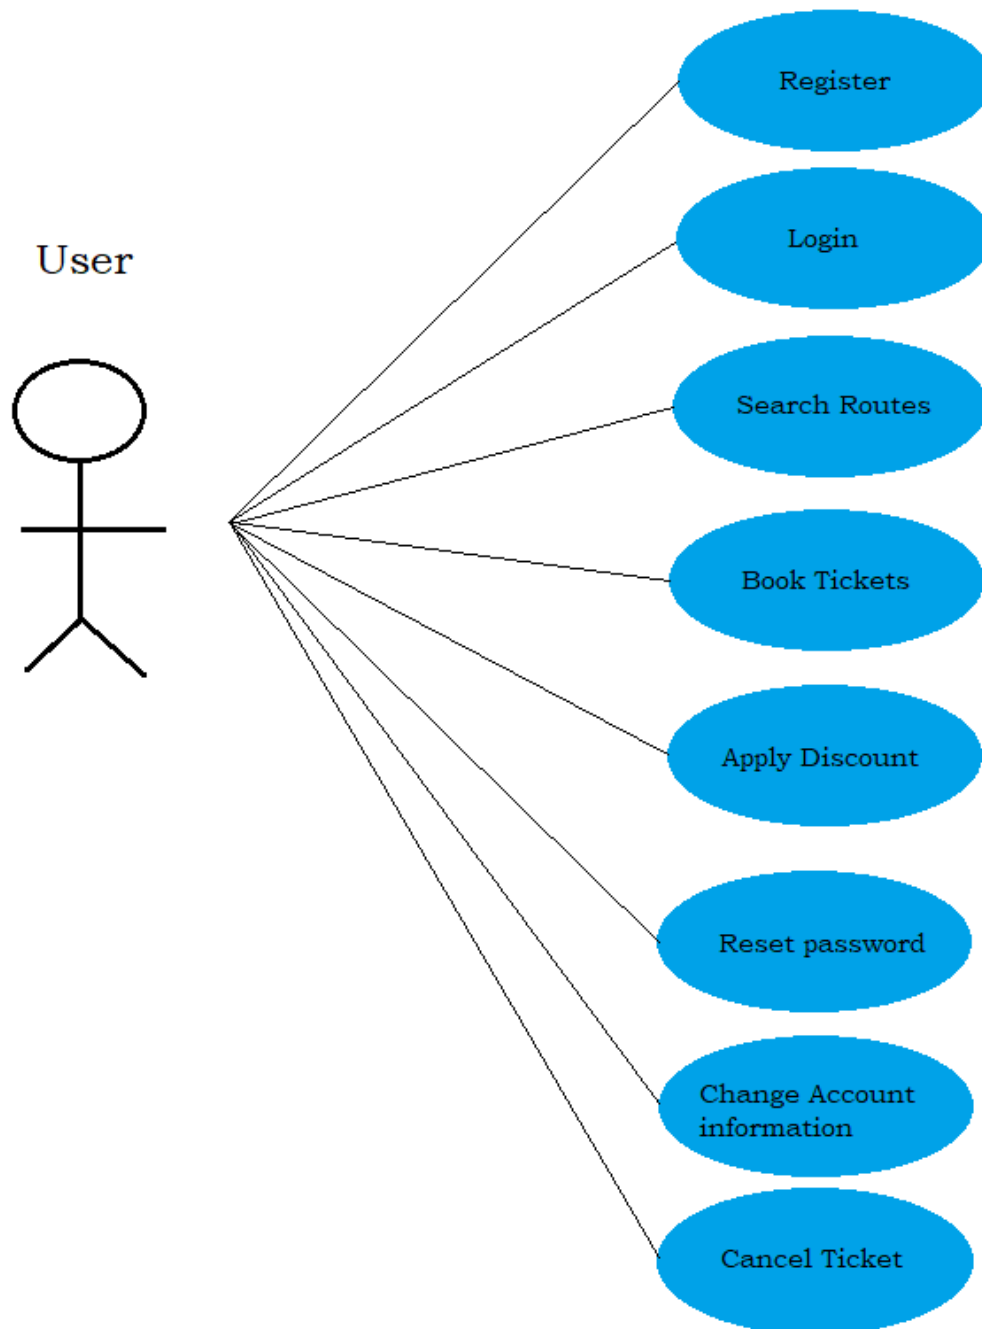 Register
Login
User
Search Routes
Book Tickets
Apply Discount
Reset password
Change Account
information
Cancel Ticket